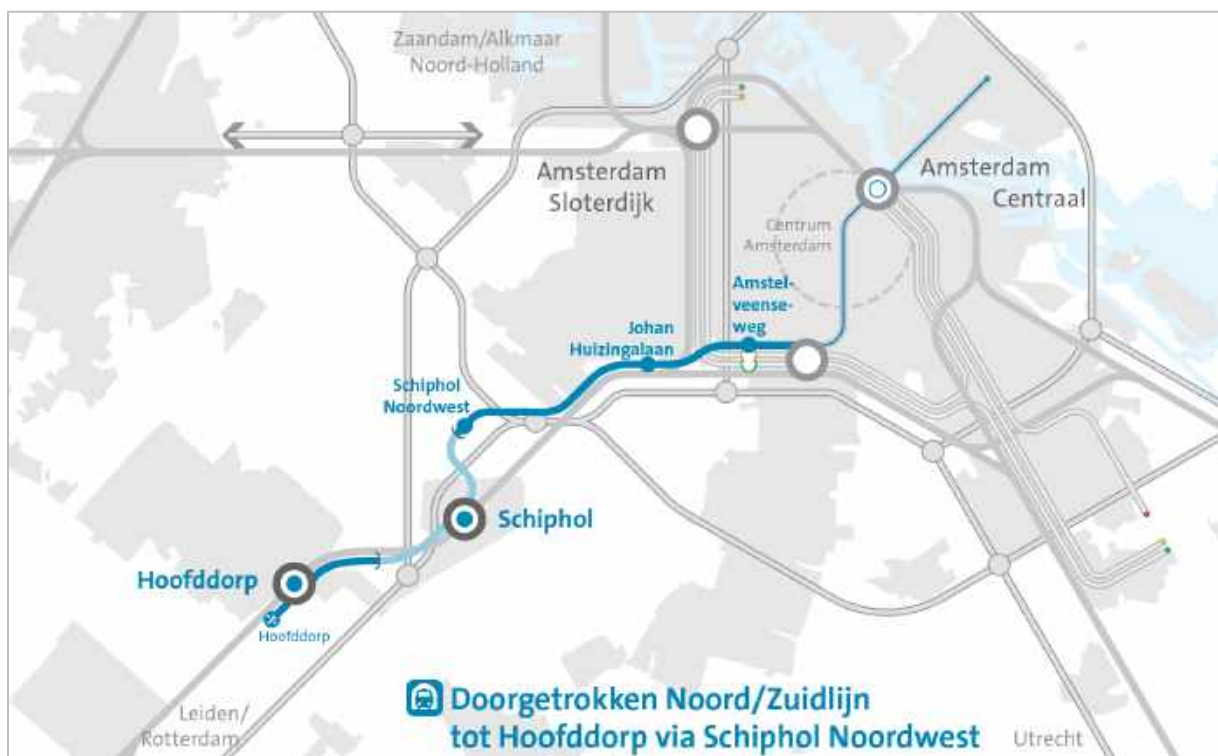 Zaandam/Alkmaar
Noord-Holland
Amsterdam
Sloterdijk
Amsterdam
Centraal
Centrum
Amsterdam
Amstel-
veense-
weg
Johan
Huizingalaan
Schiphol
Noordwest
Schiphol
Hoofddorp
Hoofddorp
Leiden/
Rotterdam
Doorgetrokken Noord/Zuidlijn
tot Hoofddorp via Schiphol Noordwest
Utrecht